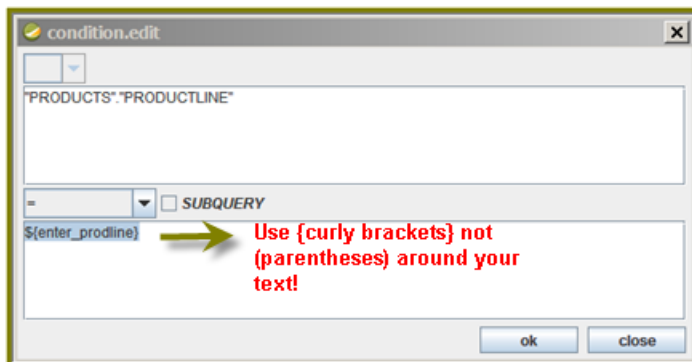 condition.edit
"PRODUCTS"."PRODUCTLINE"
= SUBQUERY
${enter_prodline}
Use {curly brackets} not
(parentheses) around your
text!
ok close